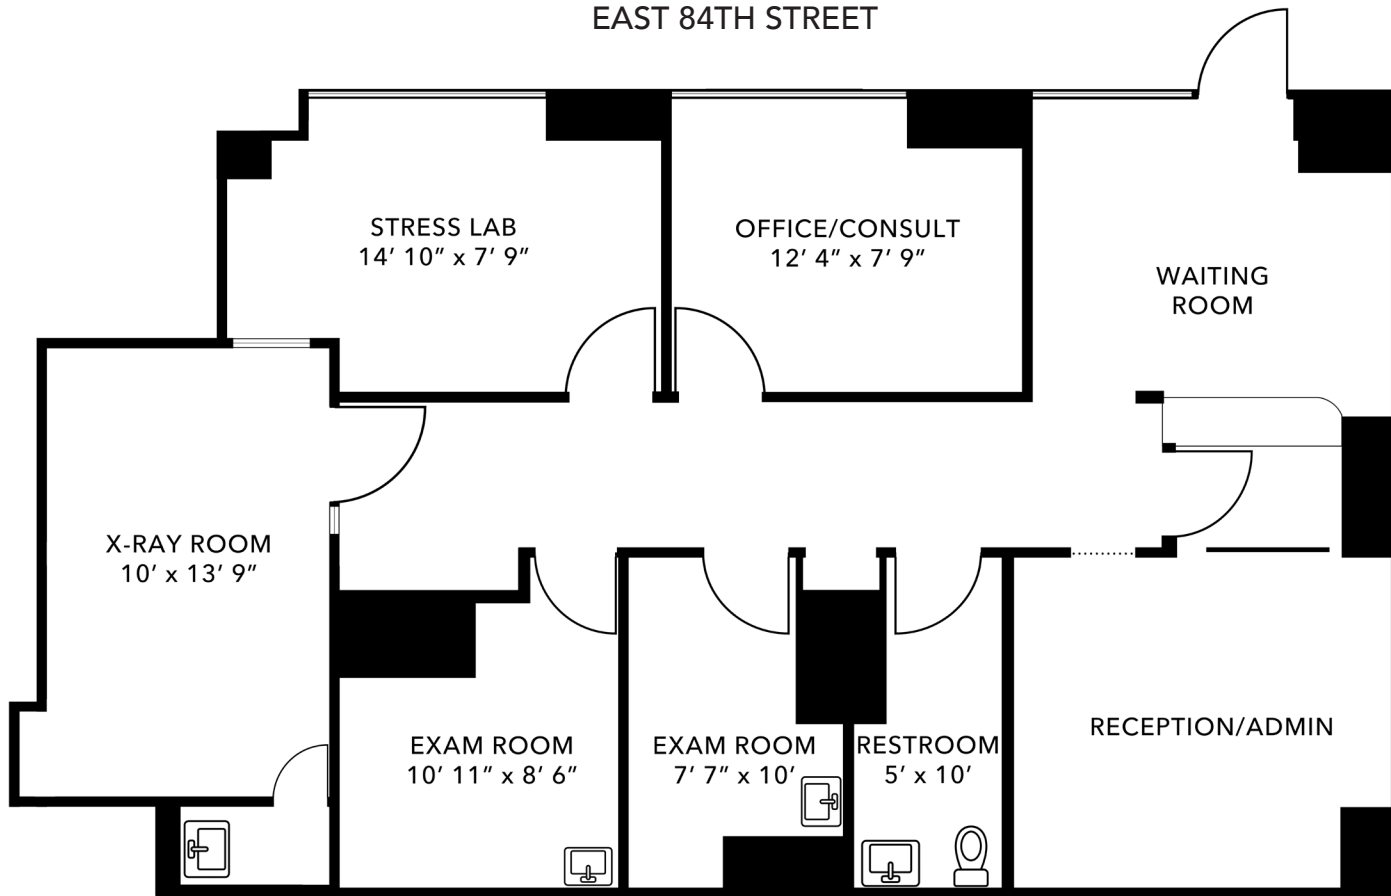 EAST 84TH STREET
STRESS LAB
14’ 10” x 7’ 9”
OFFICE/CONSULT
12’ 4” x 7’ 9”
WAITING
ROOM
X-RAY ROOM
10’ x 13’ 9”
EXAM ROOM
10’ 11” x 8’ 6”
EXAM ROOM
7’ 7” x 10’
RESTROOM
5’ x 10’
RECEPTION/ADMIN